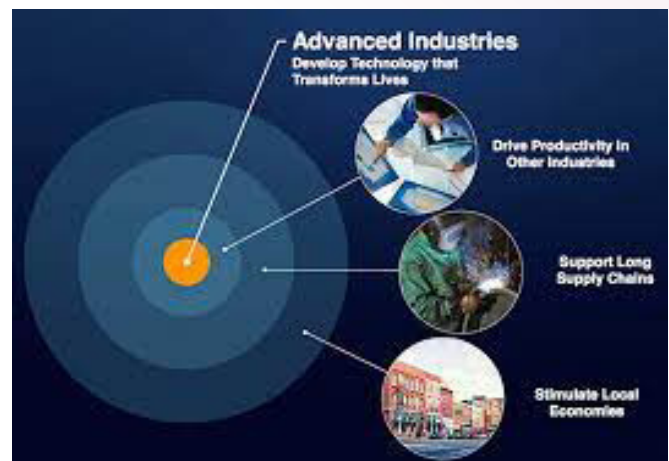 Advanced Industries
Develop Technology that
Transforms Lives
Drive Productivity in
Other Industries
Support Long
Supply Chains
Stimulate Local
Economies